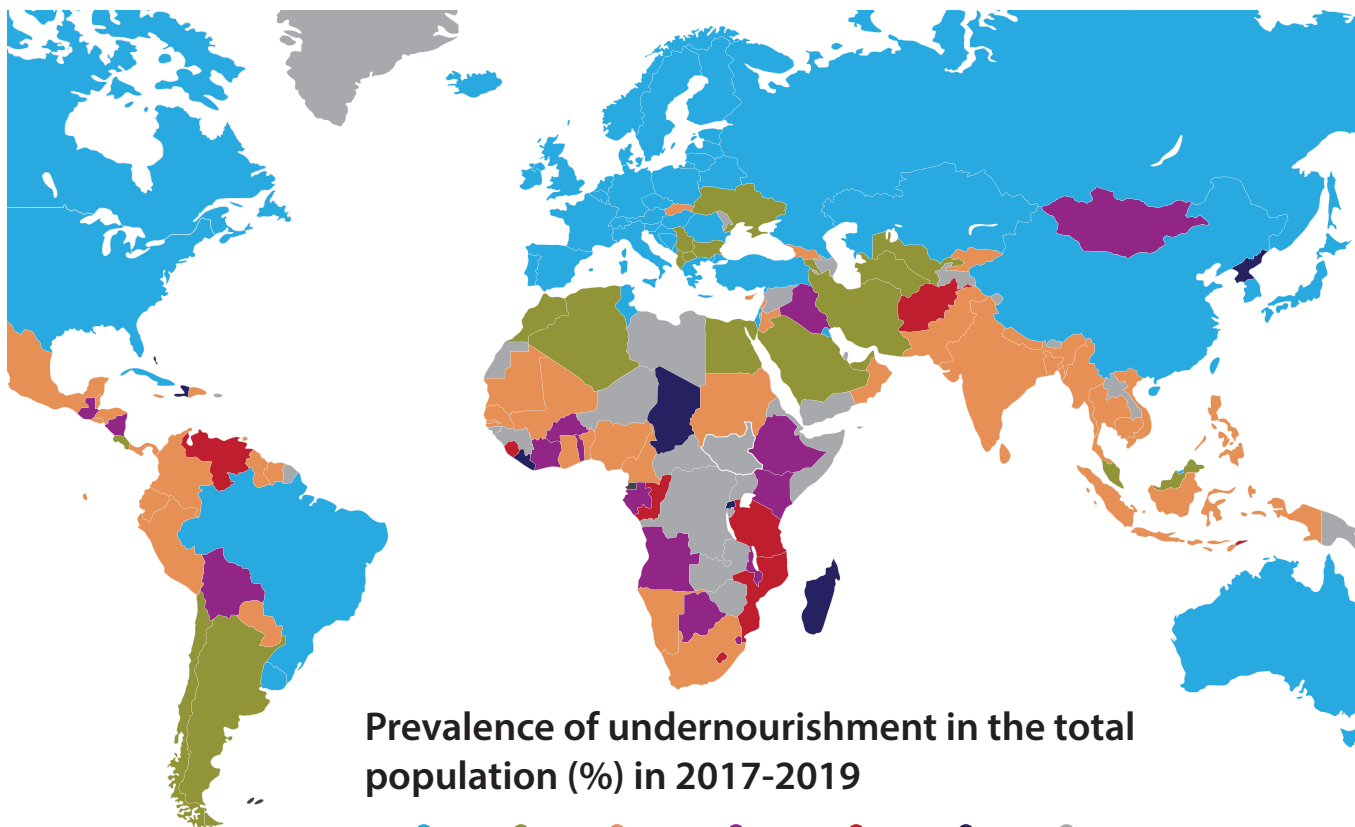 Prevalence of undernourishment in the total
population (%) in 2017-2019